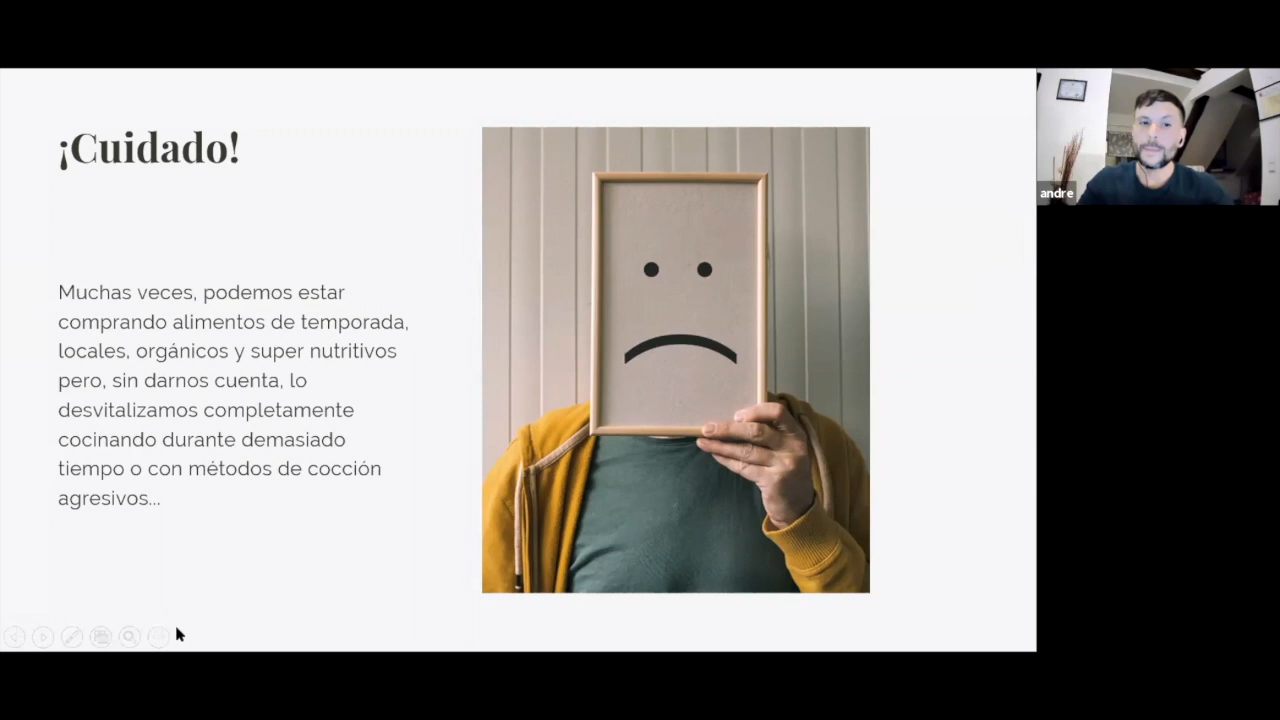 ¡Cuidado!
Muchas veces, podemos estar
comprando alimentos de temporada,
locales, orgánicos y super nutritivos
pero, sin darnos cuenta, lo
desvitalizamos completamente
cocinando durante demasiado
tiempo o con métodos de cocción
agresivos...
andre